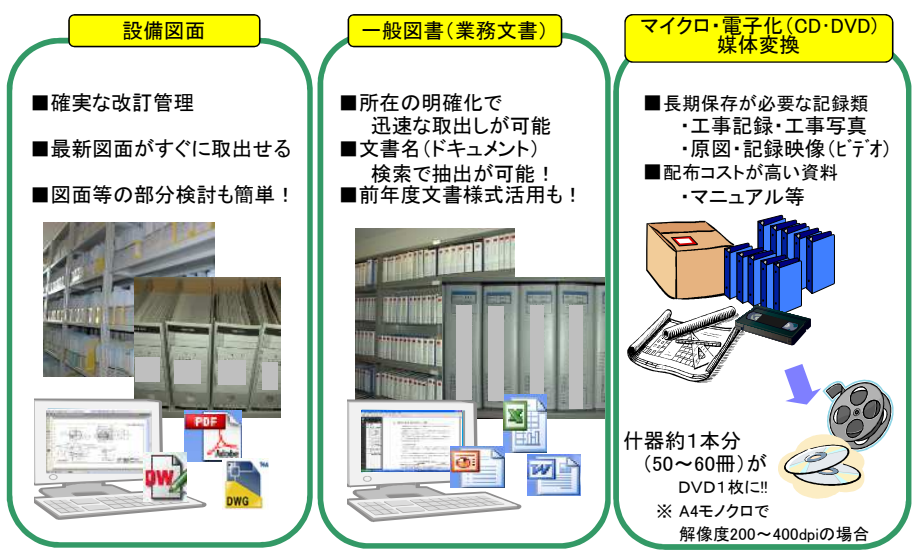 設備図面
■確実な改訂管理
■最新図面がすぐに取出せる
■図面等の部分検討も簡単！
PDF
Adobe
DW
DWG
一般図書(業務文書)
■所在の明確化で
迅速な取出しが可能
■文書名(ドキュメント)
検索で抽出が可能！
■前年度文書様式活用も！
マイクロ・電子化(CD・DVD)
媒体変換
■長期保存が必要な記録類
・工事記録・工事写真
・原図・記録映像(ﾋﾞﾃﾞｵ)
■配布コストが高い資料
・マニュアル等
什器約１本分
(50～60冊)が
DVD１枚に!!
※ A4モノクロで
解像度200～400dpiの場合